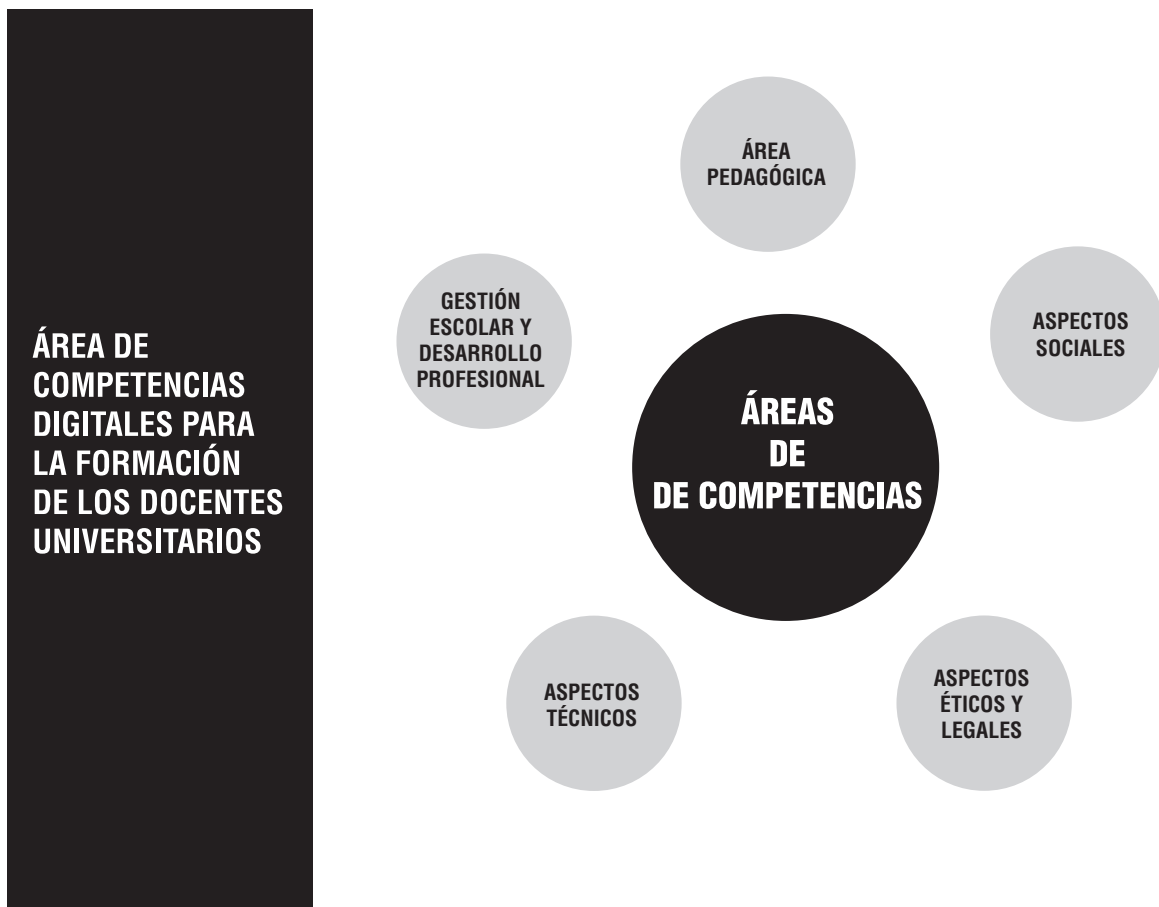 ÁREA DE
COMPETENCIAS
DIGITALES PARA
LA FORMACIÓN
DE LOS DOCENTES
UNIVERSITARIOS
ÁREA
PEDAGÓGICA
GESTIÓN
ESCOLAR Y
DESARROLLO
PROFESIONAL
ASPECTOS
SOCIALES
ÁREAS
DE
DE COMPETENCIAS
ASPECTOS
TÉCNICOS
ASPECTOS
ÉTICOS Y
LEGALES